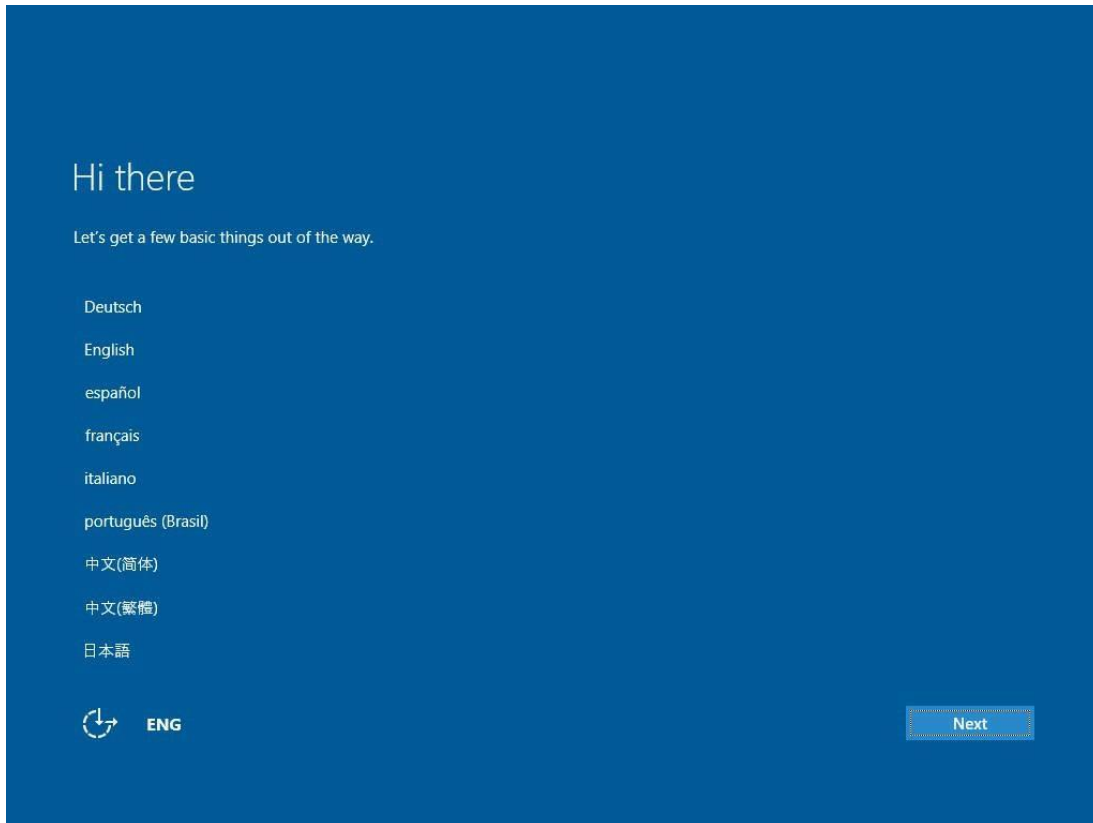 Hi there
Let's get a few basic things out of the way.
Deutsch
English
español
français
italiano
português (Brasil)
中文(简体)
中文(繁體)
日本語
ENG
Next